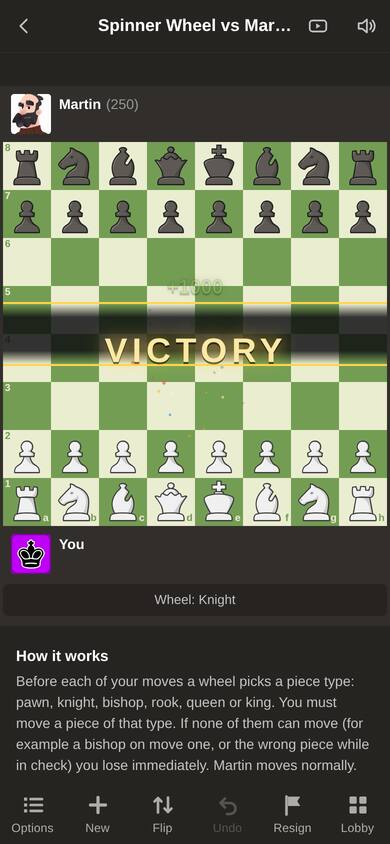 Spinner Wheel vs Mar…
Martin (250)
8
7
6
5
+1000
4
VICTORY
3
2
1
a b c d e f g h
You
Wheel: Knight
How it works
Before each of your moves a wheel picks a piece type:
pawn, knight, bishop, rook, queen or king. You must
move a piece of that type. If none of them can move (for
example a bishop on move one, or the wrong piece while
in check) you lose immediately. Martin moves normally.
Options New Flip Undo Resign Lobby